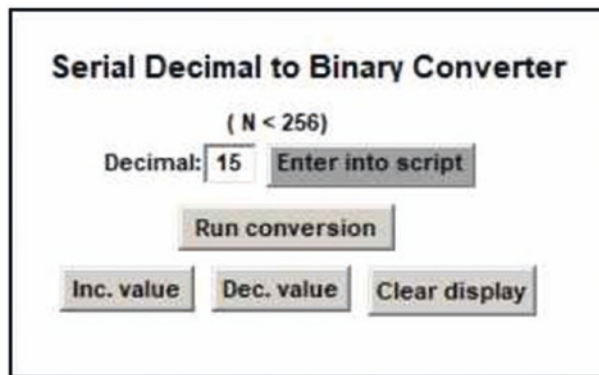 Serial Decimal to Binary Converter
( N < 256)
Decimal: 15 Enter into script
Run conversion
Inc. value Dec. value Clear display